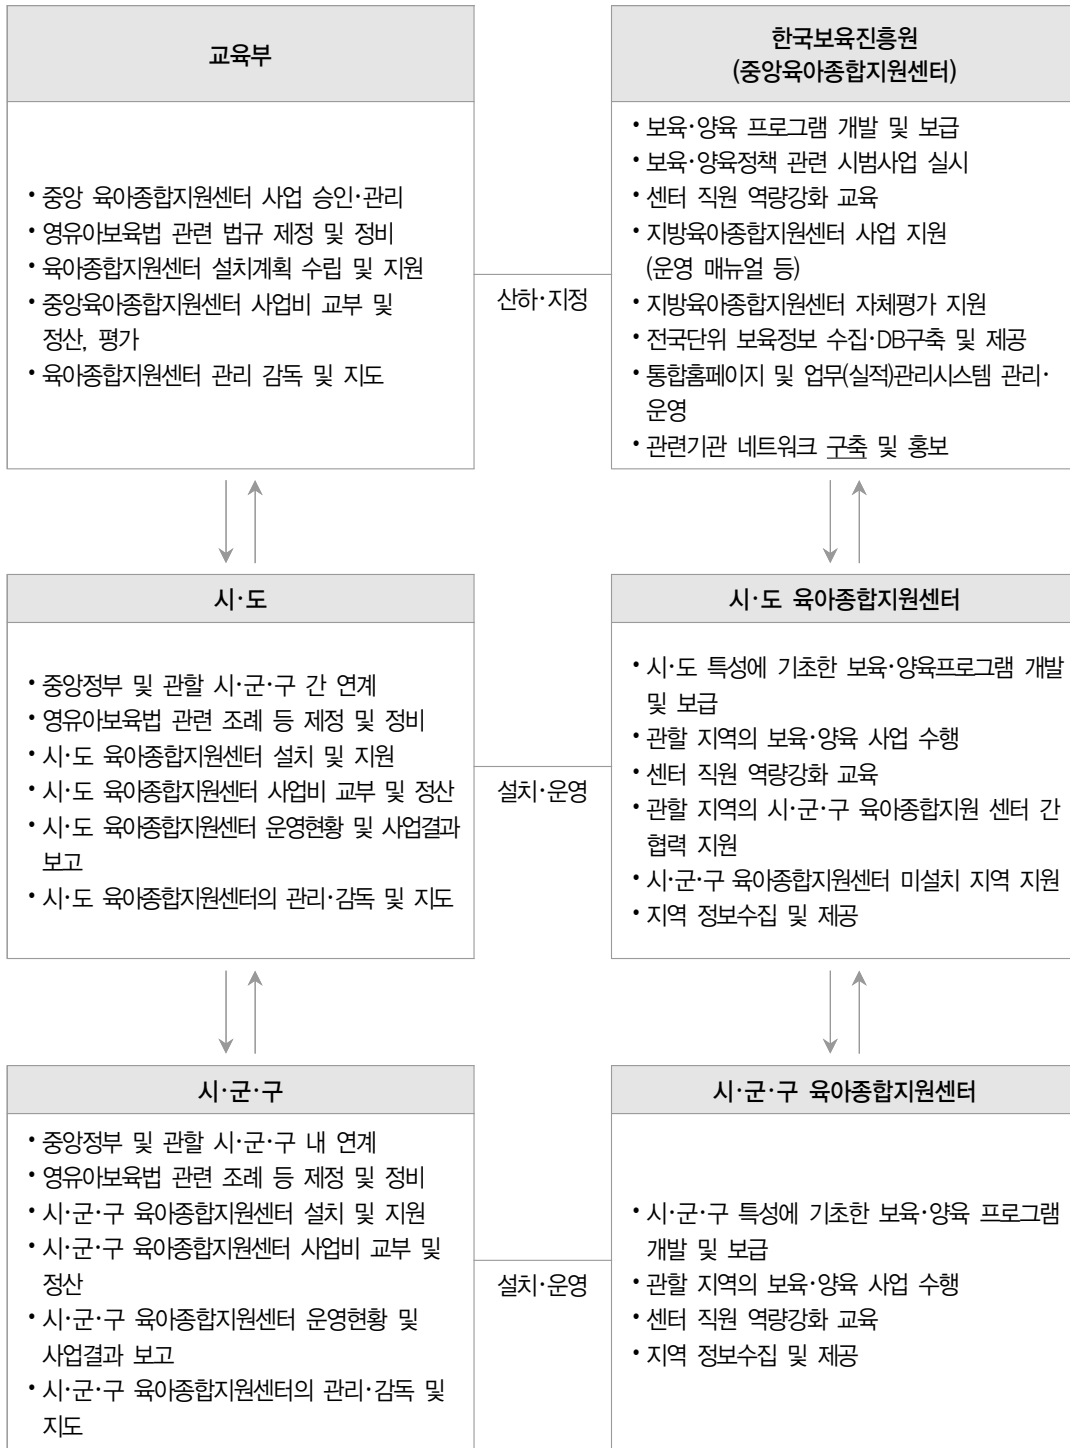 교육부
• 중앙 육아종합지원센터 사업 승인·관리
• 영유아보육법 관련 법규 제정 및 정비
• 육아종합지원센터 설치계획 수립 및 지원
• 중앙육아종합지원센터 사업비 교부 및
정산, 평가
• 육아종합지원센터 관리 감독 및 지도
산하·지정
한국보육진흥원
(중앙육아종합지원센터)
• 보육·양육 프로그램 개발 및 보급
• 보육·양육정책 관련 시범사업 실시
• 센터 직원 역량강화 교육
• 지방육아종합지원센터 사업 지원
(운영 매뉴얼 등)
• 지방육아종합지원센터 자체평가 지원
• 전국단위 보육정보 수집·DB구축 및 제공
• 통합홈페이지 및 업무(실적)관리시스템 관리·
운영
• 관련기관 네트워크 구축 및 홍보
시·도
• 중앙정부 및 관할 시·군·구 간 연계
• 영유아보육법 관련 조례 등 제정 및 정비
• 시·도 육아종합지원센터 설치 및 지원
• 시·도 육아종합지원센터 사업비 교부 및 정산
• 시·도 육아종합지원센터 운영현황 및 사업결과
보고
• 시·도 육아종합지원센터의 관리·감독 및 지도
설치·운영
시·도 육아종합지원센터
• 시·도 특성에 기초한 보육·양육프로그램 개발
및 보급
• 관할 지역의 보육·양육 사업 수행
• 센터 직원 역량강화 교육
• 관할 지역의 시·군·구 육아종합지원 센터 간
협력 지원
• 시·군·구 육아종합지원센터 미설치 지역 지원
• 지역 정보수집 및 제공
시·군·구
• 중앙정부 및 관할 시·군·구 내 연계
• 영유아보육법 관련 조례 등 제정 및 정비
• 시·군·구 육아종합지원센터 설치 및 지원
• 시·군·구 육아종합지원센터 사업비 교부 및
정산
• 시·군·구 육아종합지원센터 운영현황 및
사업결과 보고
• 시·군·구 육아종합지원센터의 관리·감독 및
지도
설치·운영
시·군·구 육아종합지원센터
• 시·군·구 특성에 기초한 보육·양육 프로그램
개발 및 보급
• 관할 지역의 보육·양육 사업 수행
• 센터 직원 역량강화 교육
• 지역 정보수집 및 제공